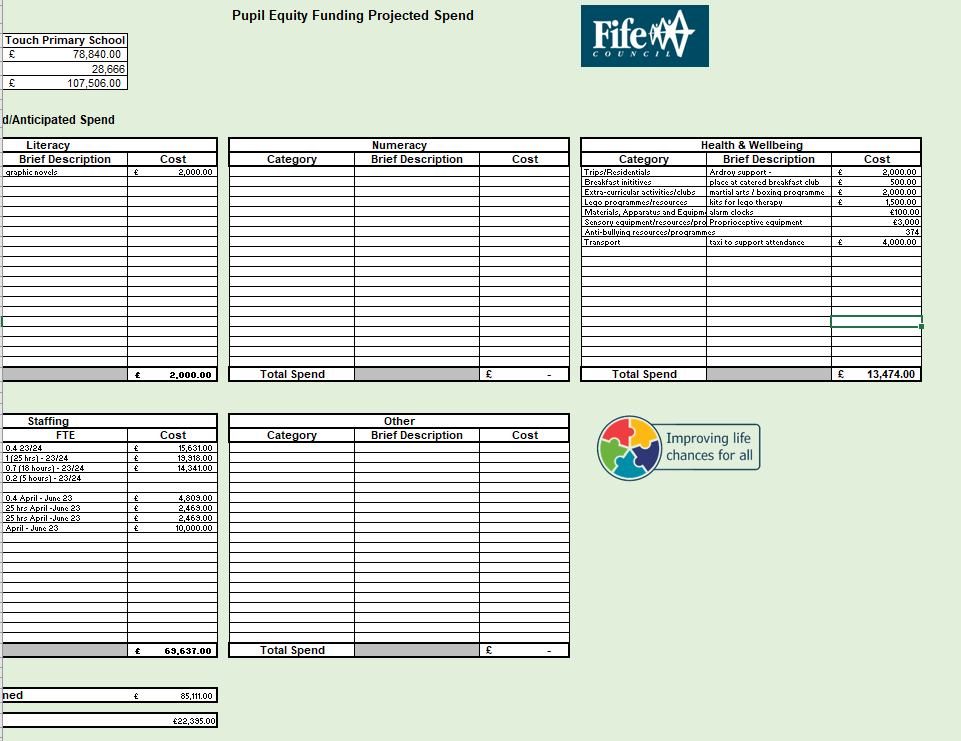 Pupil Equity Funding Projected Spend
Fife
COUNCIL
Touch Primary School
£ 78,840.00
28,666
£ 107,506.00
d/Anticipated Spend
Literacy
Brief Description Cost
graphic novels £ 2,000.00
£ 2,000.00
Numeracy
Category Brief Description Cost
Total Spend £ -
Health & Wellbeing
Category Brief Description Cost
Trips/Residentials Ardroy support - £ 2,000.00
Breakfast inititives place at catered breakfast club £ 500.00
Extra-curricular activities/clubs martial arts / boxing programme £ 2,000.00
Lego programmes/resources kits for lego therapy £ 1,500.00
Materials, Apparatus and Equipm alarm clocks £100.00
Sensory equipment/resources/pro Proprioceptive equipment £3,000
Anti-bullying resources/programmes 374
Transport taxi to support attendance £ 4,000.00
Total Spend £ 13,474.00
Staffing
FTE Cost
0.4 23/24 £ 15,631.00
1 (25 hrs) - 23/24 £ 19,918.00
0.7 (18 hours) - 23/24 £ 14,341.00
0.2 (5 hours) - 23/24
0.4 April - June 23 £ 4,809.00
25 hrs April -June 23 £ 2,469.00
25 hrs April -June 23 £ 2,469.00
April - June 23 £ 10,000.00
£ 69,637.00
Other
Category Brief Description Cost
Total Spend £ -
Improving life
chances for all
ned £ 85,111.00
£22,395.00